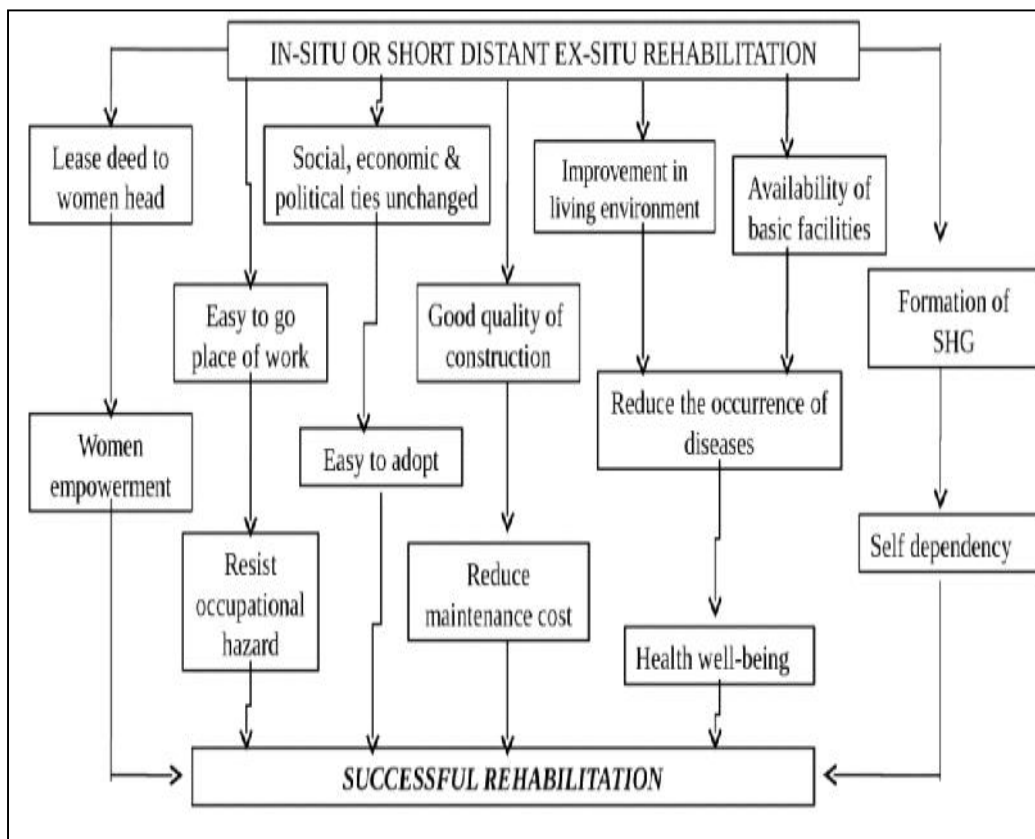 IN-SITU OR SHORT DISTANT EX-SITU REHABILITATION
Lease deed to
women head
Social, economic &
political ties unchanged
Improvement in
living environment
Availability of
basic facilities
Easy to go
place of work
Good quality of
construction
Formation of
SHG
Women
empowerment
Easy to adopt
Reduce the occurrence of
diseases
Resist
occupational
hazard
Reduce
maintenance cost
Self dependency
Health well-being
SUCCESSFUL REHABILITATION